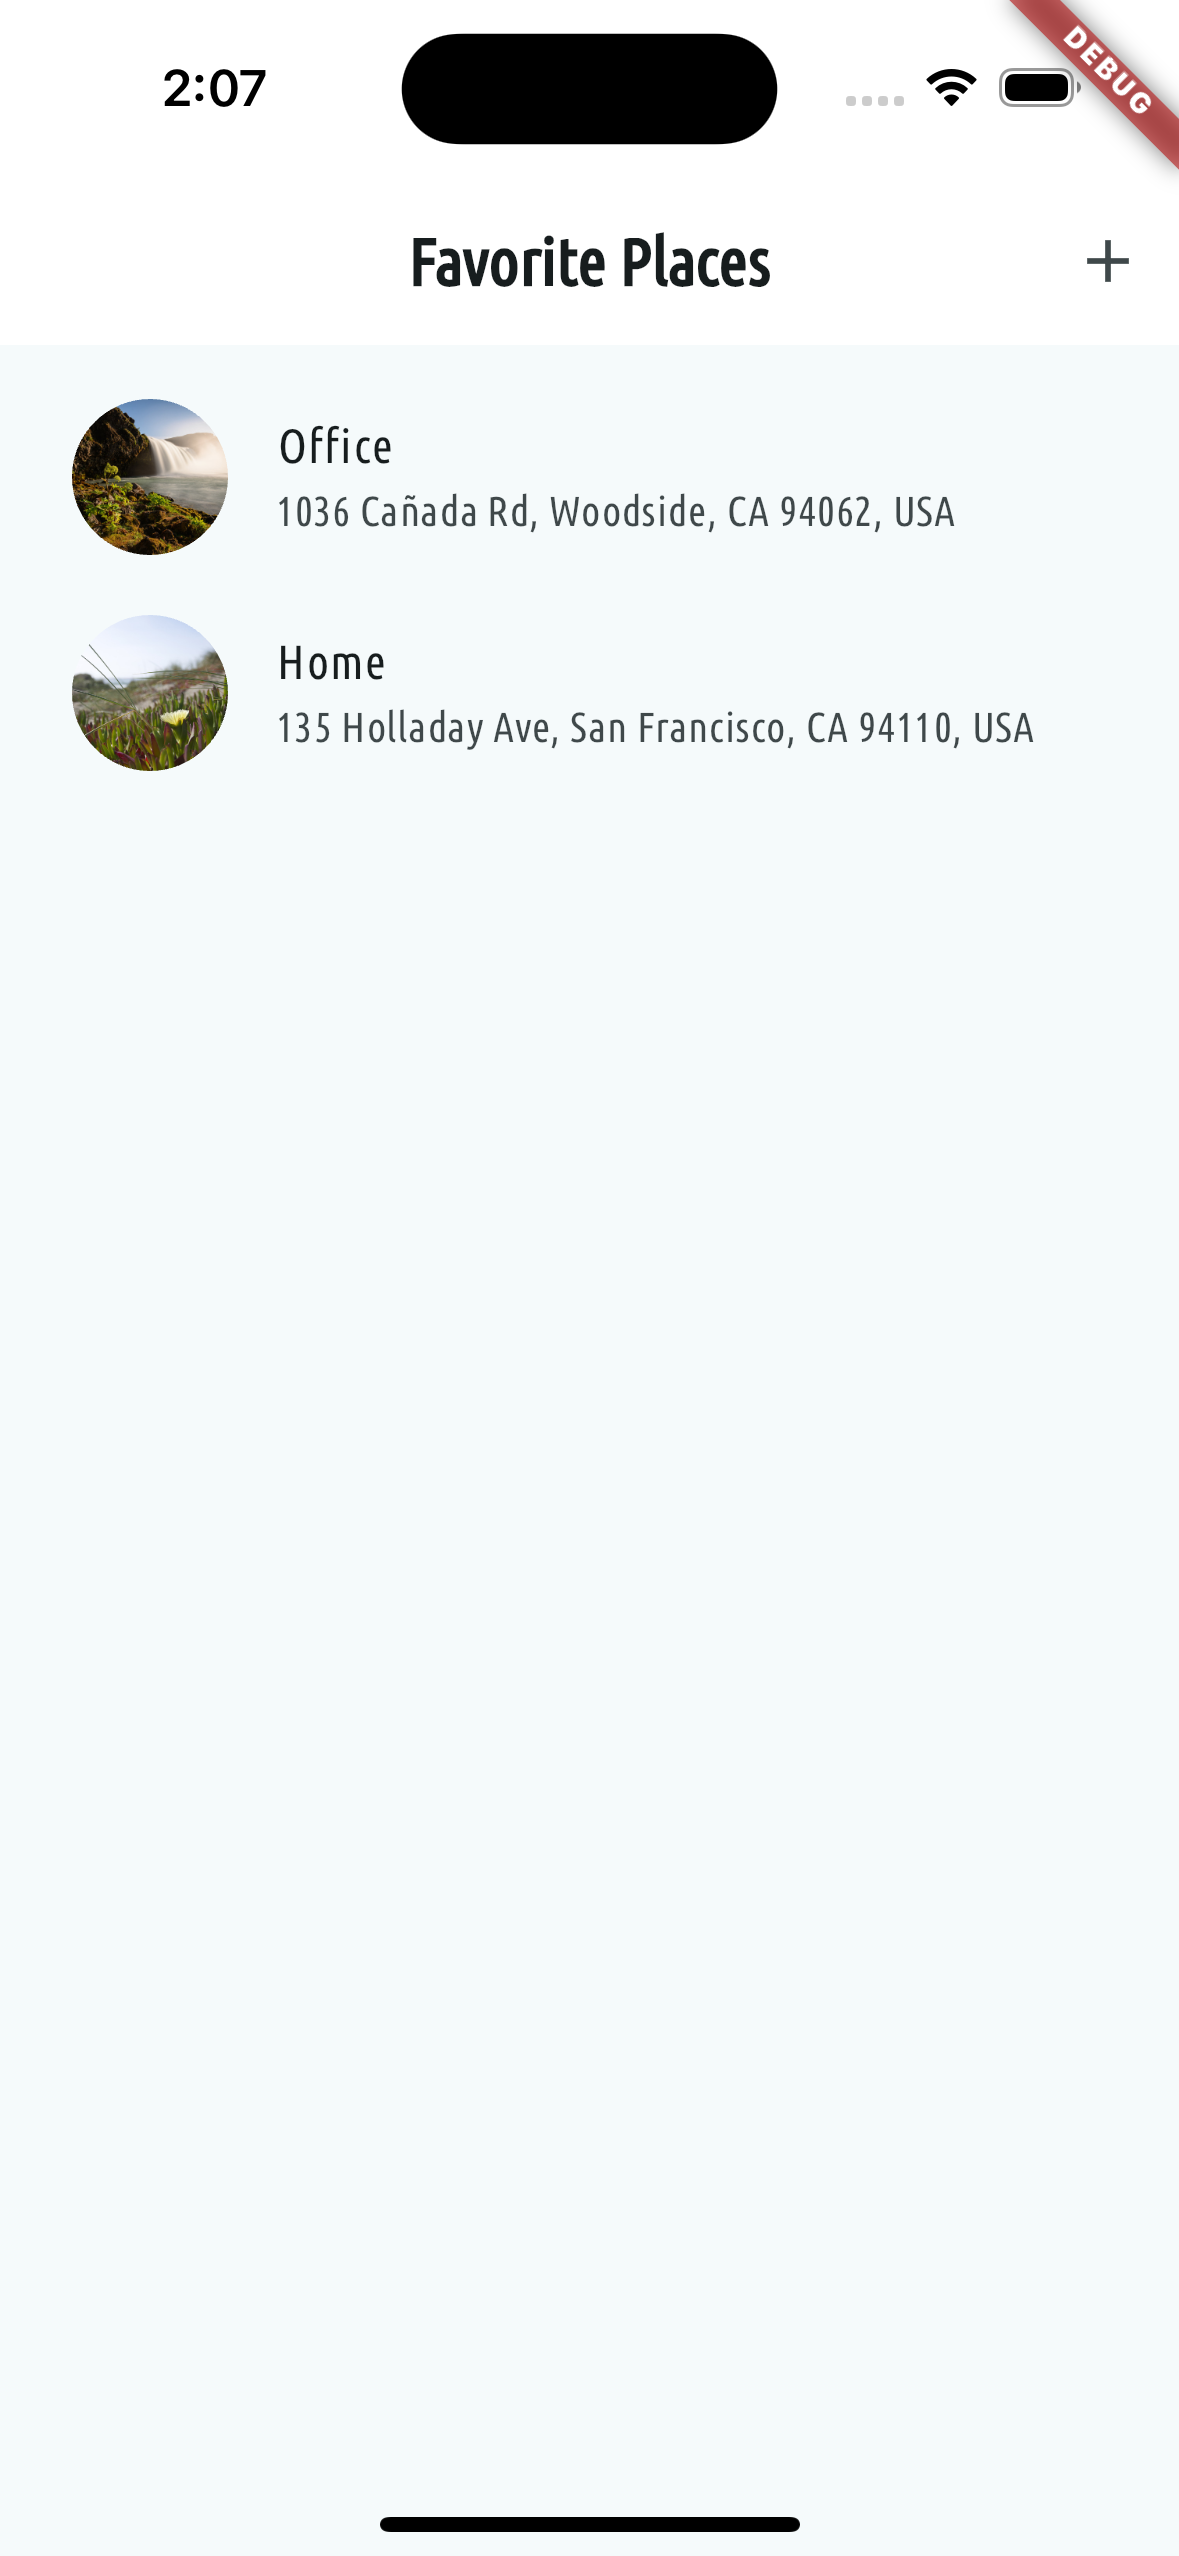 2:07
DEBUG
Favorite Places
Office
1036 Cañada Rd, Woodside, CA 94062, USA
Home
135 Holladay Ave, San Francisco, CA 94110, USA